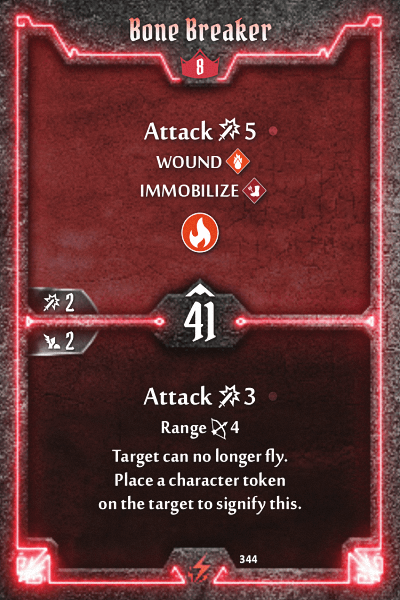 Bone Breaker
8
Attack 5
WOUND
IMMOBILIZE
2
41
2
Attack 3
Range 4
Target can no longer fly.
Place a character token
on the target to signify this.
344